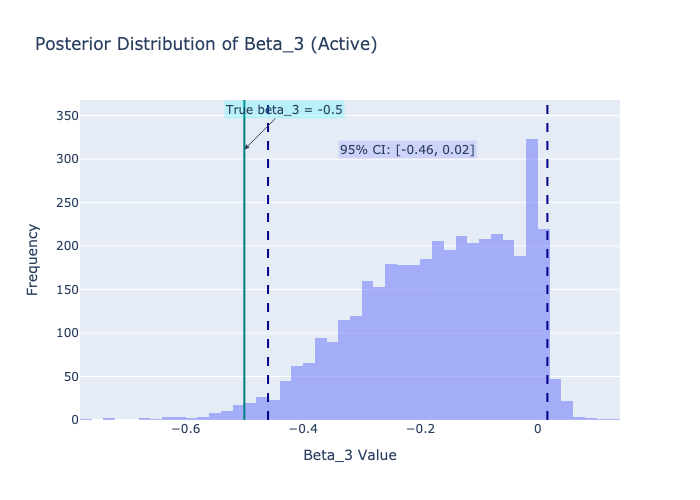 Posterior Distribution of Beta_3 (Active)
True beta_3 = -0.5
95% CI: [-0.46, 0.02]
350
300
250
200
150
100
50
0
Frequency
−0.6
−0.4
−0.2
0
Beta_3 Value